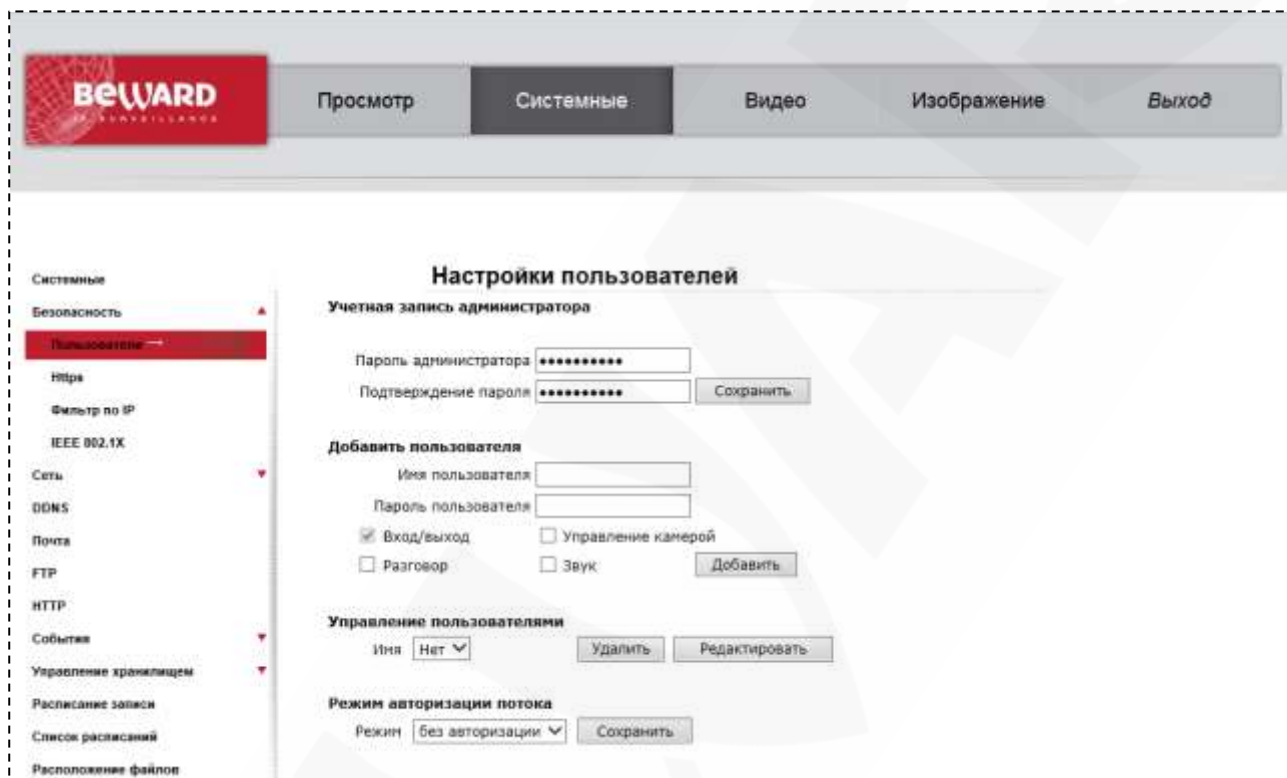 BEWARD
IP SURVEILLANCE
Просмотр
Системные
Видео
Изображение
Выход
Системные
Безопасность
Пользователи
Https
Фильтр по IP
IEEE 802.1X
Сеть
DDNS
Почта
FTP
HTTP
События
Управление хранилищем
Расписание записи
Список расписаний
Расположение файлов
Настройки пользователей
Учетная запись администратора
Пароль администратора ••••••••••
Подтверждение пароля •••••••••• Сохранить
Добавить пользователя
Имя пользователя
Пароль пользователя
Вход/выход Управление камерой
Разговор Звук Добавить
Управление пользователями
Имя Нет Удалить Редактировать
Режим авторизации потока
Режим без авторизации Сохранить